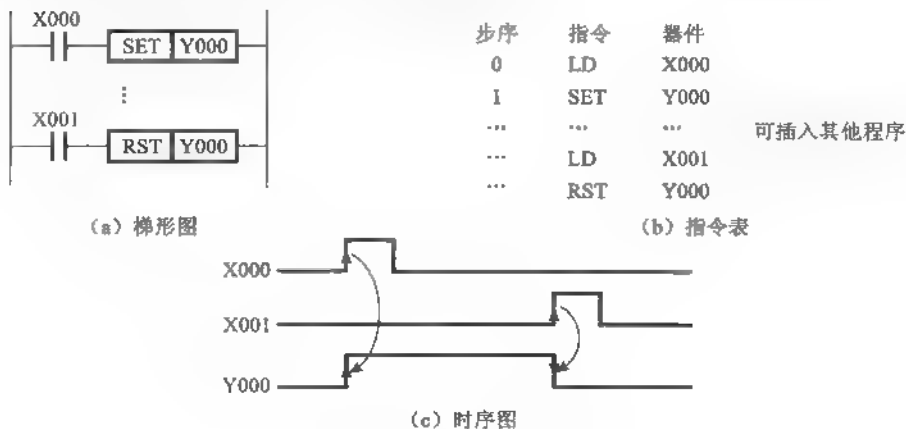 X000
SET Y000
⋮
X001
RST Y000
(a) 梯形图
步序 指令 器件
0 LD X000
1 SET Y000
... ... ...
... LD X001
... RST Y000
可插入其他程序
(b) 指令表
X000
X001
Y000
(c) 时序图